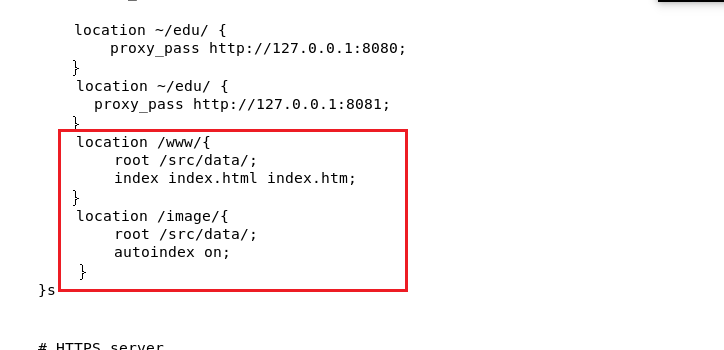 location ~/edu/ {
proxy_pass http://127.0.0.1:8080;
}
location ~/edu/ {
proxy_pass http://127.0.0.1:8081;
}
location /www/{
root /src/data/;
index index.html index.htm;
}
location /image/{
root /src/data/;
autoindex on;
}
}s
# HTTPS server